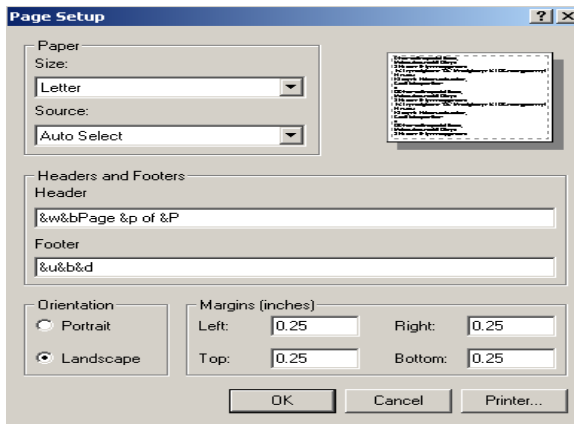 Page Setup
Paper
Size:
Letter
Source:
Auto Select
Headers and Footers
Header
&w&bPage &p of &P
Footer
&u&b&d
Orientation
Portrait
Landscape
Margins (inches)
Left: 0.25 Right: 0.25
Top: 0.25 Bottom: 0.25
OK Cancel Printer...